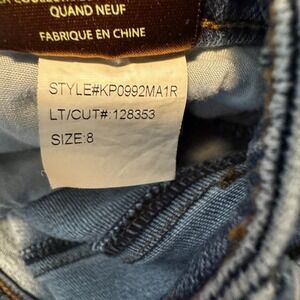 QUAND NEUF
FABRIQUE EN CHINE
STYLE#KP0992MA1R
LT/CUT#:128353
SIZE:8